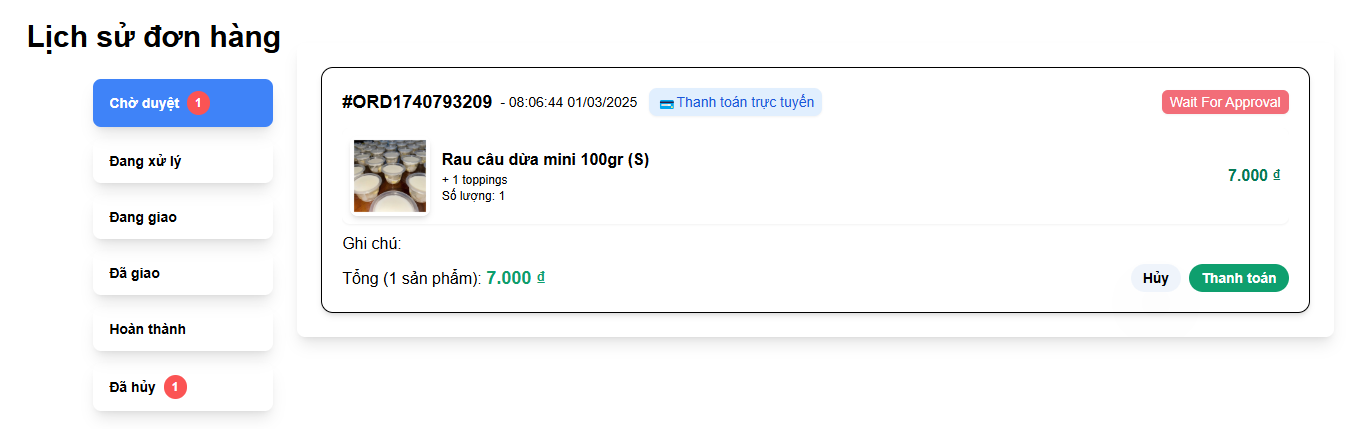 Lịch sử đơn hàng
Chờ duyệt 1
Đang xử lý
Đang giao
Đã giao
Hoàn thành
Đã hủy 1
#ORD1740793209 - 08:06:44 01/03/2025 Thanh toán trực tuyến Wait For Approval
Rau câu dừa mini 100gr (S)
+ 1 toppings
Số lượng: 1
7.000 ₫
Ghi chú:
Tổng (1 sản phẩm): 7.000 ₫ Hủy Thanh toán